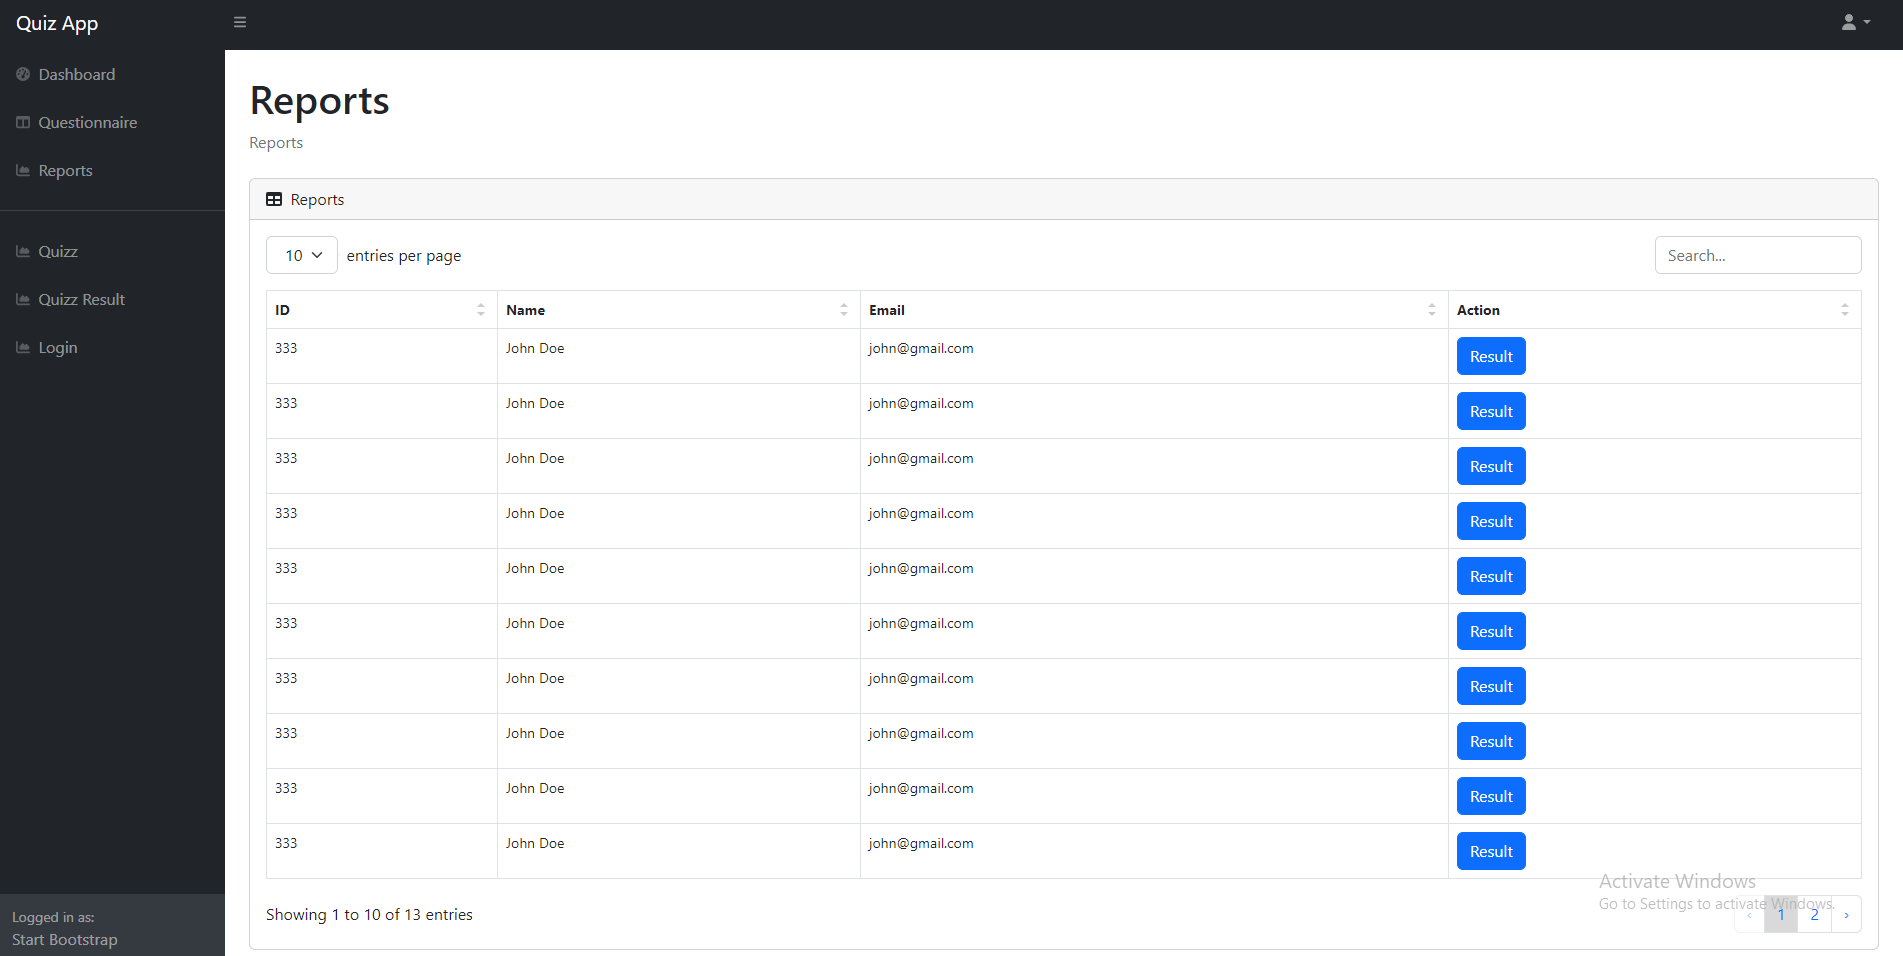 Quiz App
Dashboard
Questionnaire
Reports
Quizz
Quizz Result
Login
Logged in as:
Start Bootstrap
Reports
Reports
Reports
10 entries per page
Search...
ID Name Email Action
333 John Doe john@gmail.com Result
333 John Doe john@gmail.com Result
333 John Doe john@gmail.com Result
333 John Doe john@gmail.com Result
333 John Doe john@gmail.com Result
333 John Doe john@gmail.com Result
333 John Doe john@gmail.com Result
333 John Doe john@gmail.com Result
333 John Doe john@gmail.com Result
333 John Doe john@gmail.com Result
Showing 1 to 10 of 13 entries
‹ 1 2 ›
Activate Windows
Go to Settings to activate Windows.